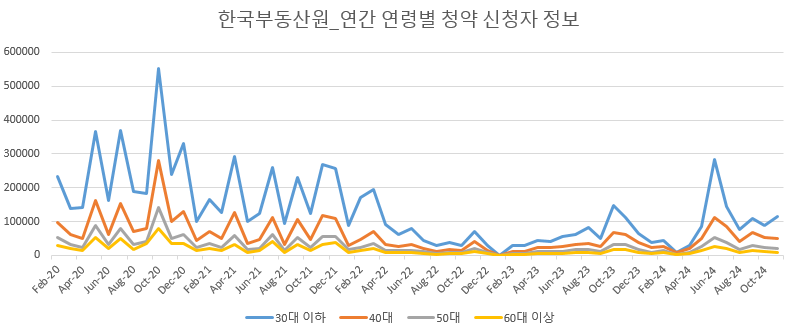 한국부동산원_연간 연령별 청약 신청자 정보
600000
500000
400000
300000
200000
100000
0
Feb-20 Apr-20 Jun-20 Aug-20 Oct-20 Dec-20 Feb-21 Apr-21 Jun-21 Aug-21 Oct-21 Dec-21 Feb-22 Apr-22 Jun-22 Aug-22 Oct-22 Dec-22 Feb-23 Apr-23 Jun-23 Aug-23 Oct-23 Dec-23 Feb-24 Apr-24 Jun-24 Aug-24 Oct-24
30대 이하 40대 50대 60대 이상